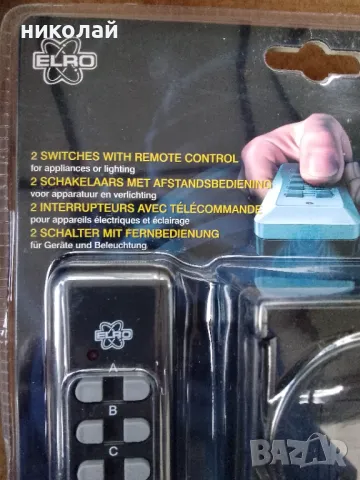 николай
ELRO
2 SWITCHES WITH REMOTE CONTROL
for appliances or lighting
2 SCHAKELAARS MET AFSTANDSBEDIENING
voor apparatuur en verlichting
2 INTERRUPTEURS AVEC TÉLÉCOMMANDE
pour appareils électriques et éclairage
2 SCHALTER MIT FERNBEDIENUNG
für Geräte und Beleuchtung
ELRO
A
B
C
BAZAR